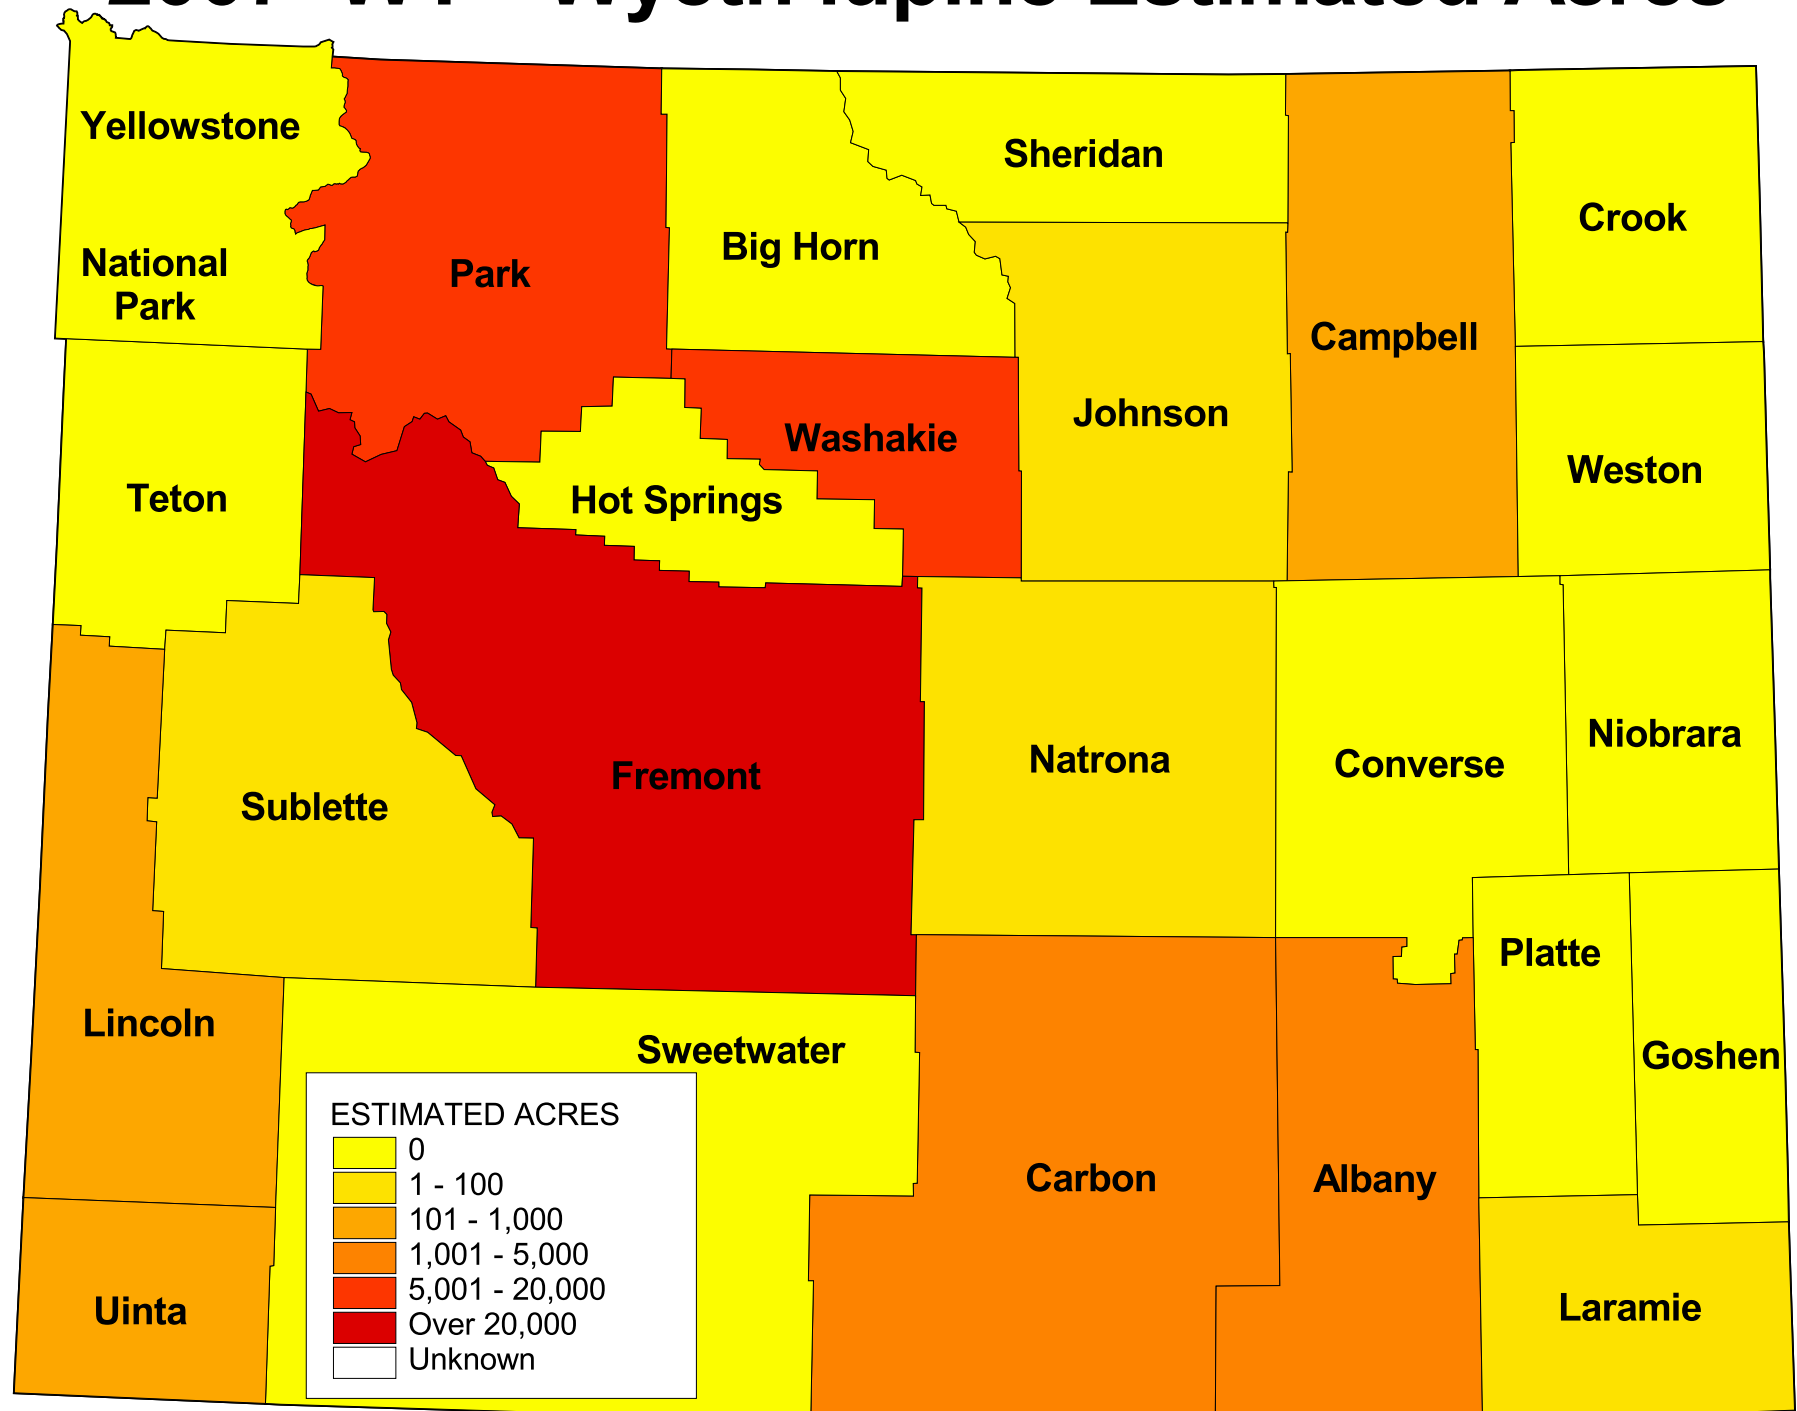 Estimated Acres
Yellowstone
National
Park
Park
Big Horn
Sheridan
Crook
Campbell
Johnson
Washakie
Weston
Teton
Hot Springs
Sublette
Fremont
Natrona
Converse
Niobrara
Platte
Lincoln
Sweetwater
Goshen
Carbon
Albany
Uinta
Laramie
ESTIMATED ACRES
0
1 - 100
101 - 1,000
1,001 - 5,000
5,001 - 20,000
Over 20,000
Unknown